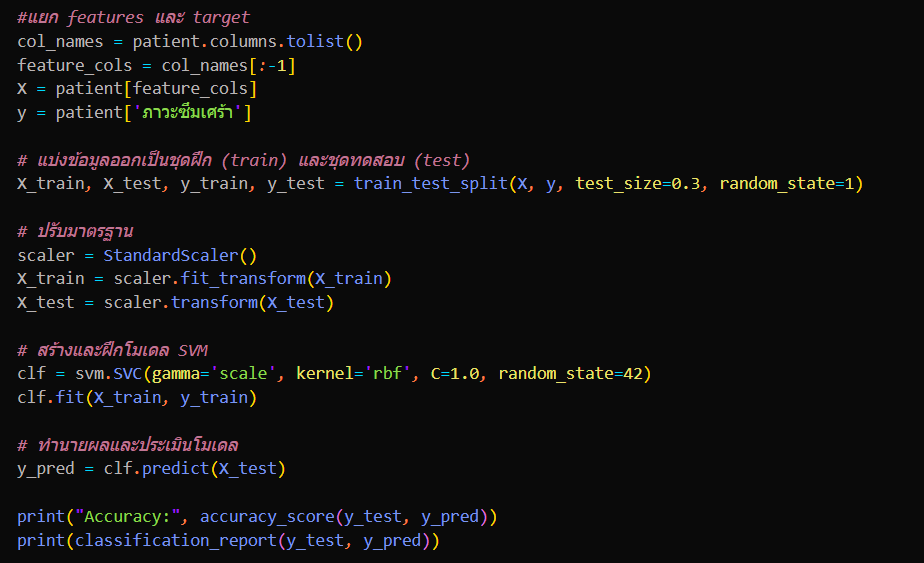 #แยก features และ target
col_names = patient.columns.tolist()
feature_cols = col_names[:-1]
X = patient[feature_cols]
y = patient['ภาวะซึมเศร้า']
# แบ่งข้อมูลออกเป็นชุดฝึก (train) และชุดทดสอบ (test)
X_train, X_test, y_train, y_test = train_test_split(X, y, test_size=0.3, random_state=1)
# ปรับมาตรฐาน
scaler = StandardScaler()
X_train = scaler.fit_transform(X_train)
X_test = scaler.transform(X_test)
# สร้างและฝึกโมเดล SVM
clf = svm.SVC(gamma='scale', kernel='rbf', C=1.0, random_state=42)
clf.fit(X_train, y_train)
# ทำนายผลและประเมินโมเดล
y_pred = clf.predict(X_test)
print("Accuracy:", accuracy_score(y_test, y_pred))
print(classification_report(y_test, y_pred))